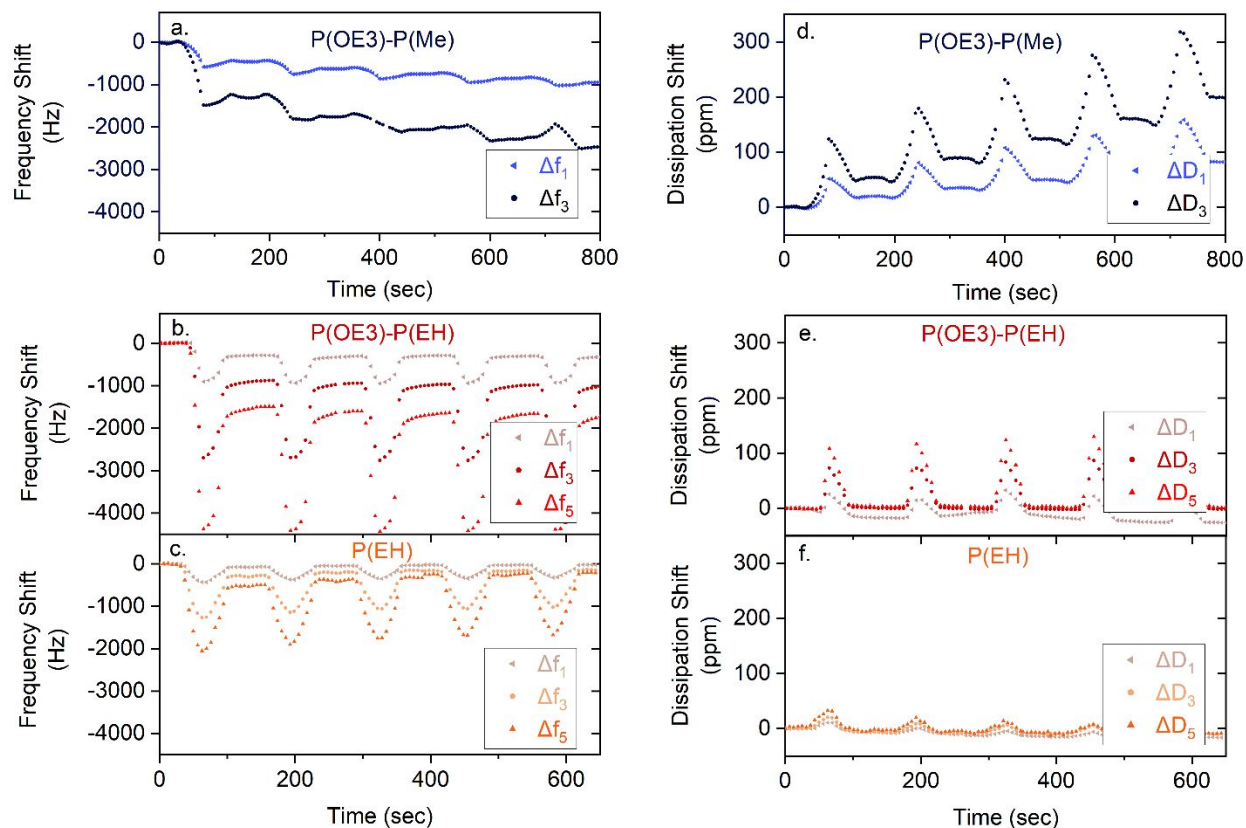 a.
P(OE3)-P(Me)
0
-1000
-2000
-3000
-4000
Frequency Shift
(Hz)
Δf1
Δf3
0 200 400 600 800
Time (sec)
d.
P(OE3)-P(Me)
300
200
100
0
Dissipation Shift
(ppm)
ΔD1
ΔD3
0 200 400 600 800
Time (sec)
b.
P(OE3)-P(EH)
0
-1000
-2000
-3000
-4000
Frequency Shift
(Hz)
Δf1
Δf3
Δf5
c.
P(EH)
0
-1000
-2000
-3000
-4000
Frequency Shift
(Hz)
Δf1
Δf3
Δf5
0 200 400 600
Time (sec)
e.
P(OE3)-P(EH)
300
200
100
0
Dissipation Shift
(ppm)
ΔD1
ΔD3
ΔD5
f.
P(EH)
300
200
100
0
Dissipation Shift
(ppm)
ΔD1
ΔD3
ΔD5
0 200 400 600
Time (sec)